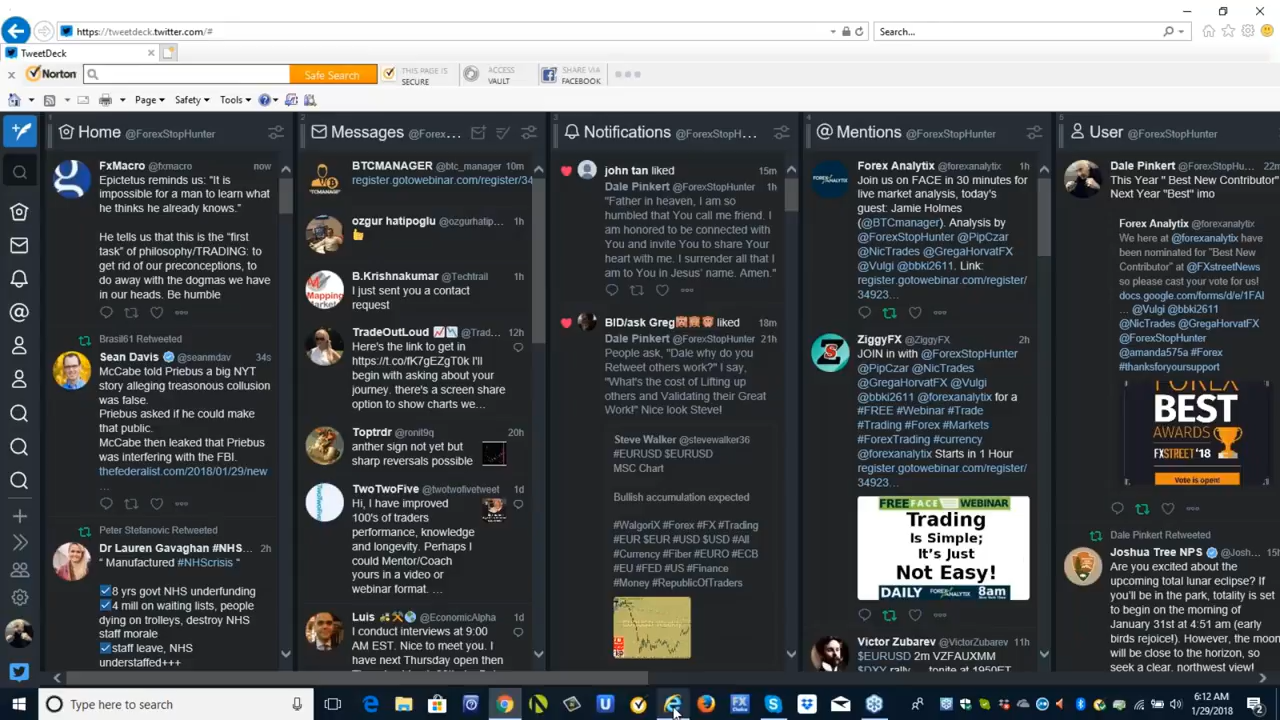 https://tweetdeck.twitter.com/#
Search...
TweetDeck
Norton
Safe Search
THIS PAGE IS
SECURE
ACCESS
VAULT
SHARE VIA
FACEBOOK
Page
Safety
Tools
1
Home @ForexStopHunter
FxMacro @fxmacro now
Epictetus reminds us: "It is
impossible for a man to learn what
he thinks he already knows."
He tells us that this is the "first
task" of philosophy/TRADING: to
get rid of our preconceptions, to
do away with the dogmas we have
in our heads. Be humble
Brasil61 Retweeted
Sean Davis @seanmdav 34s
McCabe told Priebus a big NYT
story alleging treasonous collusion
was false.
Priebus asked if he could make
that public.
McCabe then leaked that Priebus
was interfering with the FBI.
thefederalist.com/2018/01/29/new
...
Peter Stefanovic Retweeted
Dr Lauren Gavaghan #NHS... 2h
" Manufactured #NHScrisis "
8 yrs govt NHS underfunding
4 mill on waiting lists, people
dying on trolleys, destroy NHS
staff morale
staff leave, NHS
understaffed+++
2
Messages @Forex...
BTCMANAGER @btc_manager 10m
register.gotowebinar.com/register/34
ozgur hatipoglu @ozgurhatip... 1h
B.Krishnakumar @Techtrail 1h
I just sent you a contact
request
TradeOutLoud @Trad... 12h
Here's the link to get in
https://t.co/fK7gEZgT0k I'll
begin with asking about your
journey. there's a screen share
option to show charts we...
Toptrdr @ronil9q 20h
anther sign not yet but
sharp reversals possible
TwoTwoFive @twotwofivetweet 1d
Hi, I have improved
100's of traders
performance, knowledge
and longevity. Perhaps I
could Mentor/Coach
yours in a video or
webinar format. ...
Luis @EconomicAlpha 1d
I conduct interviews at 9:00
AM EST. Nice to meet you. I
have next Thursday open then
3
Notifications @ForexStopH...
john tan liked 15m
Dale Pinkert @ForexStopHunter 1h
"Father in heaven, I am so
humbled that You call me friend. I
am honored to be connected with
You and invite You to share Your
heart with me. I surrender all that I
am to You in Jesus' name. Amen."
BID/ask Greg liked 18m
Dale Pinkert @ForexStopHunter 21h
People ask, "Dale why do you
Retweet others work?" I say,
"What's the cost of Lifting up
others and Validating their Great
Work!" Nice look Steve!
Steve Walker @stevewalker36
#EURUSD $EURUSD
MSC Chart
Bullish accumulation expected
#WalgoriX #Forex #FX #Trading
#EUR $EUR #USD $USD #All
#Currency #Fiber #EURO #ECB
#EU #FED #US #Finance
#Money #RepublicOfTraders
4
Mentions @ForexStopHunter
Forex Analytix @forexanalytix 1h
Join us on FACE in 30 minutes for
live market analysis, today's
guest: Jamie Holmes
(@BTCmanager). Analysis by
@ForexStopHunter @PipCzar
@NicTrades @GregaHorvatFX
@Vulgi @bbki2611. Link:
register.gotowebinar.com/register/
34923...
ZiggyFX @ZiggyFX 2h
JOIN in with @ForexStopHunter
@PipCzar @NicTrades
@GregaHorvatFX @Vulgi
@bbki2611 @forexanalytix for a
#FREE #Webinar #Trade
#Trading #Forex #Markets
#ForexTrading #currency
@forexanalytix Starts in 1 Hour
register.gotowebinar.com/register/
34923...
FREE FACE WEBINAR
Trading
Is Simple;
It's Just
Not Easy!
DAILY FOREX ANALYTIX 8am
Victor Zubarev @VictorZubarev 11h
$EURUSD 2m VZFAUXMM
5
User @ForexStopHunter
Dale Pinkert @ForexStopHu... 22m
This Year " Best New Contributor"
Next Year "Best" imo
Forex Analytix @forexanalytix
We here at @forexanalytix have
been nominated for "Best New
Contributor" at @FXstreetNews
so please cast your vote for us!
docs.google.com/forms/d/e/1FAI
... @Vulgi @bbki2611
@NicTrades @GregaHorvatFX
@PipCzar @ForexStopHunter
@amanda575a #Forex
#thanksforyoursupport
FOREX
BEST
AWARDS
FXSTREET '18
Vote is open!
Dale Pinkert Retweeted
Joshua Tree NPS @Josh... 15h
Are you excited about the
upcoming total lunar eclipse? If
you'll be in the park, totality is set
to begin on the morning of
January 31st at 4:51 am (early
birds rejoice!). However, the moon
will be close to the horizon, so
seek a clear, northwest view!
Type here to search
6:12 AM
1/29/2018